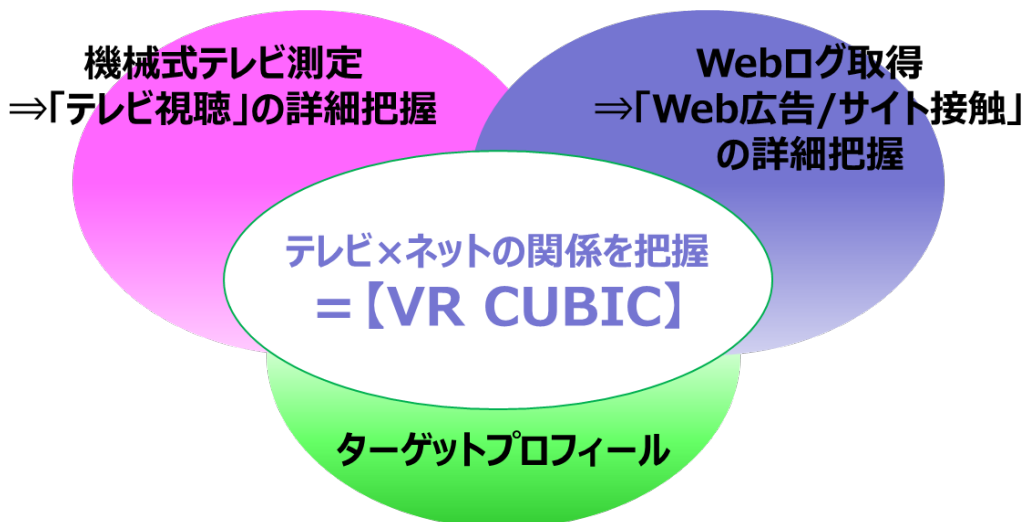 機械式テレビ測定
⇒「テレビ視聴」の詳細把握
Webログ取得
⇒「Web広告/サイト接触」
の詳細把握
テレビ×ネットの関係を把握
=【VR CUBIC】
ターゲットプロフィール